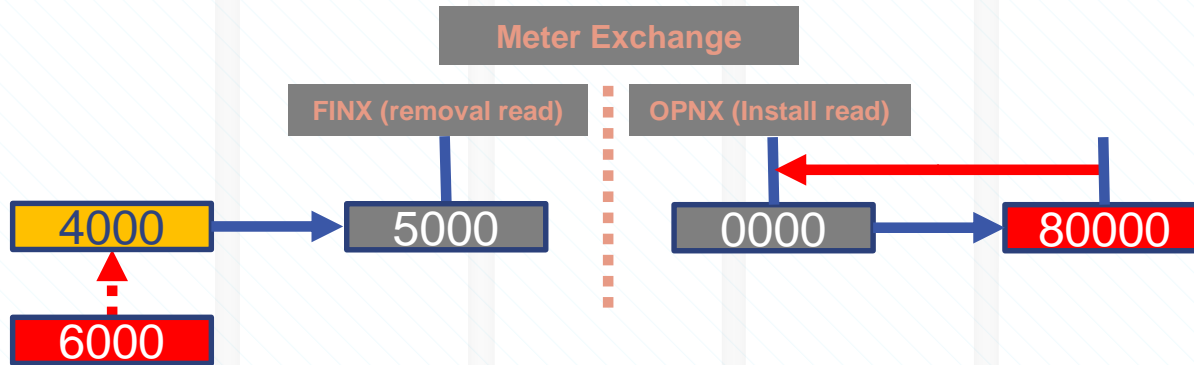 Meter Exchange
FINX (removal read)
OPNX (Install read)
4000
5000
0000
80000
6000